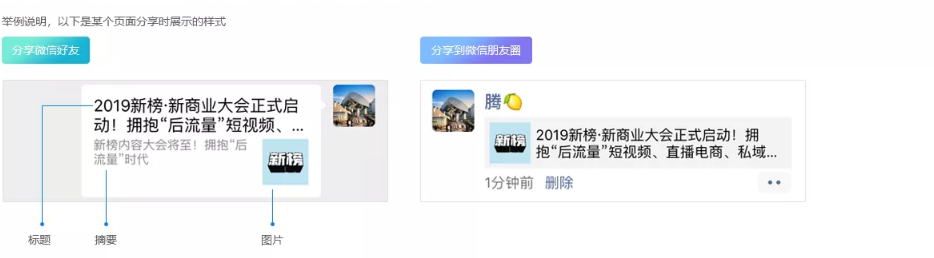 举例说明，以下是某个页面分享时展示的样式
分享微信好友
分享到微信朋友圈
2019新榜·新商业大会正式启
动！拥抱“后流量”短视频、...
新榜内容大会将至！拥抱“后
流量”时代
新榜
标题
摘要
图片
腾🍋
新榜
2019新榜·新商业大会正式启动！拥
抱“后流量”短视频、直播电商、私域...
1分钟前 删除